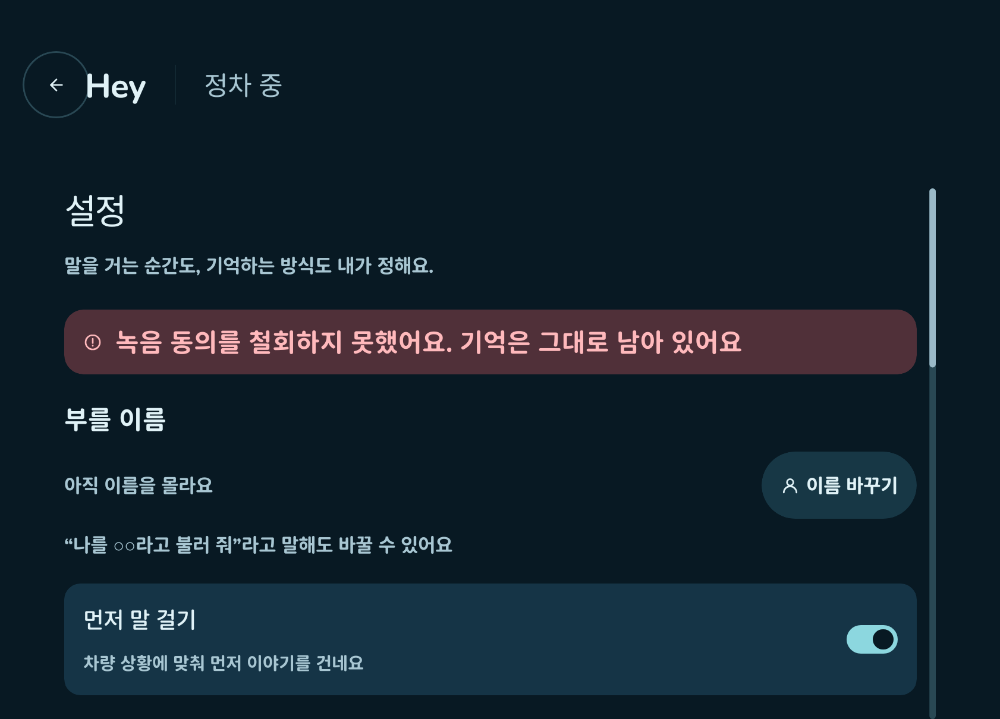 Hey
정차 중
설정
말을 거는 순간도, 기억하는 방식도 내가 정해요.
녹음 동의를 철회하지 못했어요. 기억은 그대로 남아 있어요
부를 이름
아직 이름을 몰라요
이름 바꾸기
“나를 ○○라고 불러 줘”라고 말해도 바꿀 수 있어요
먼저 말 걸기
차량 상황에 맞춰 먼저 이야기를 건네요